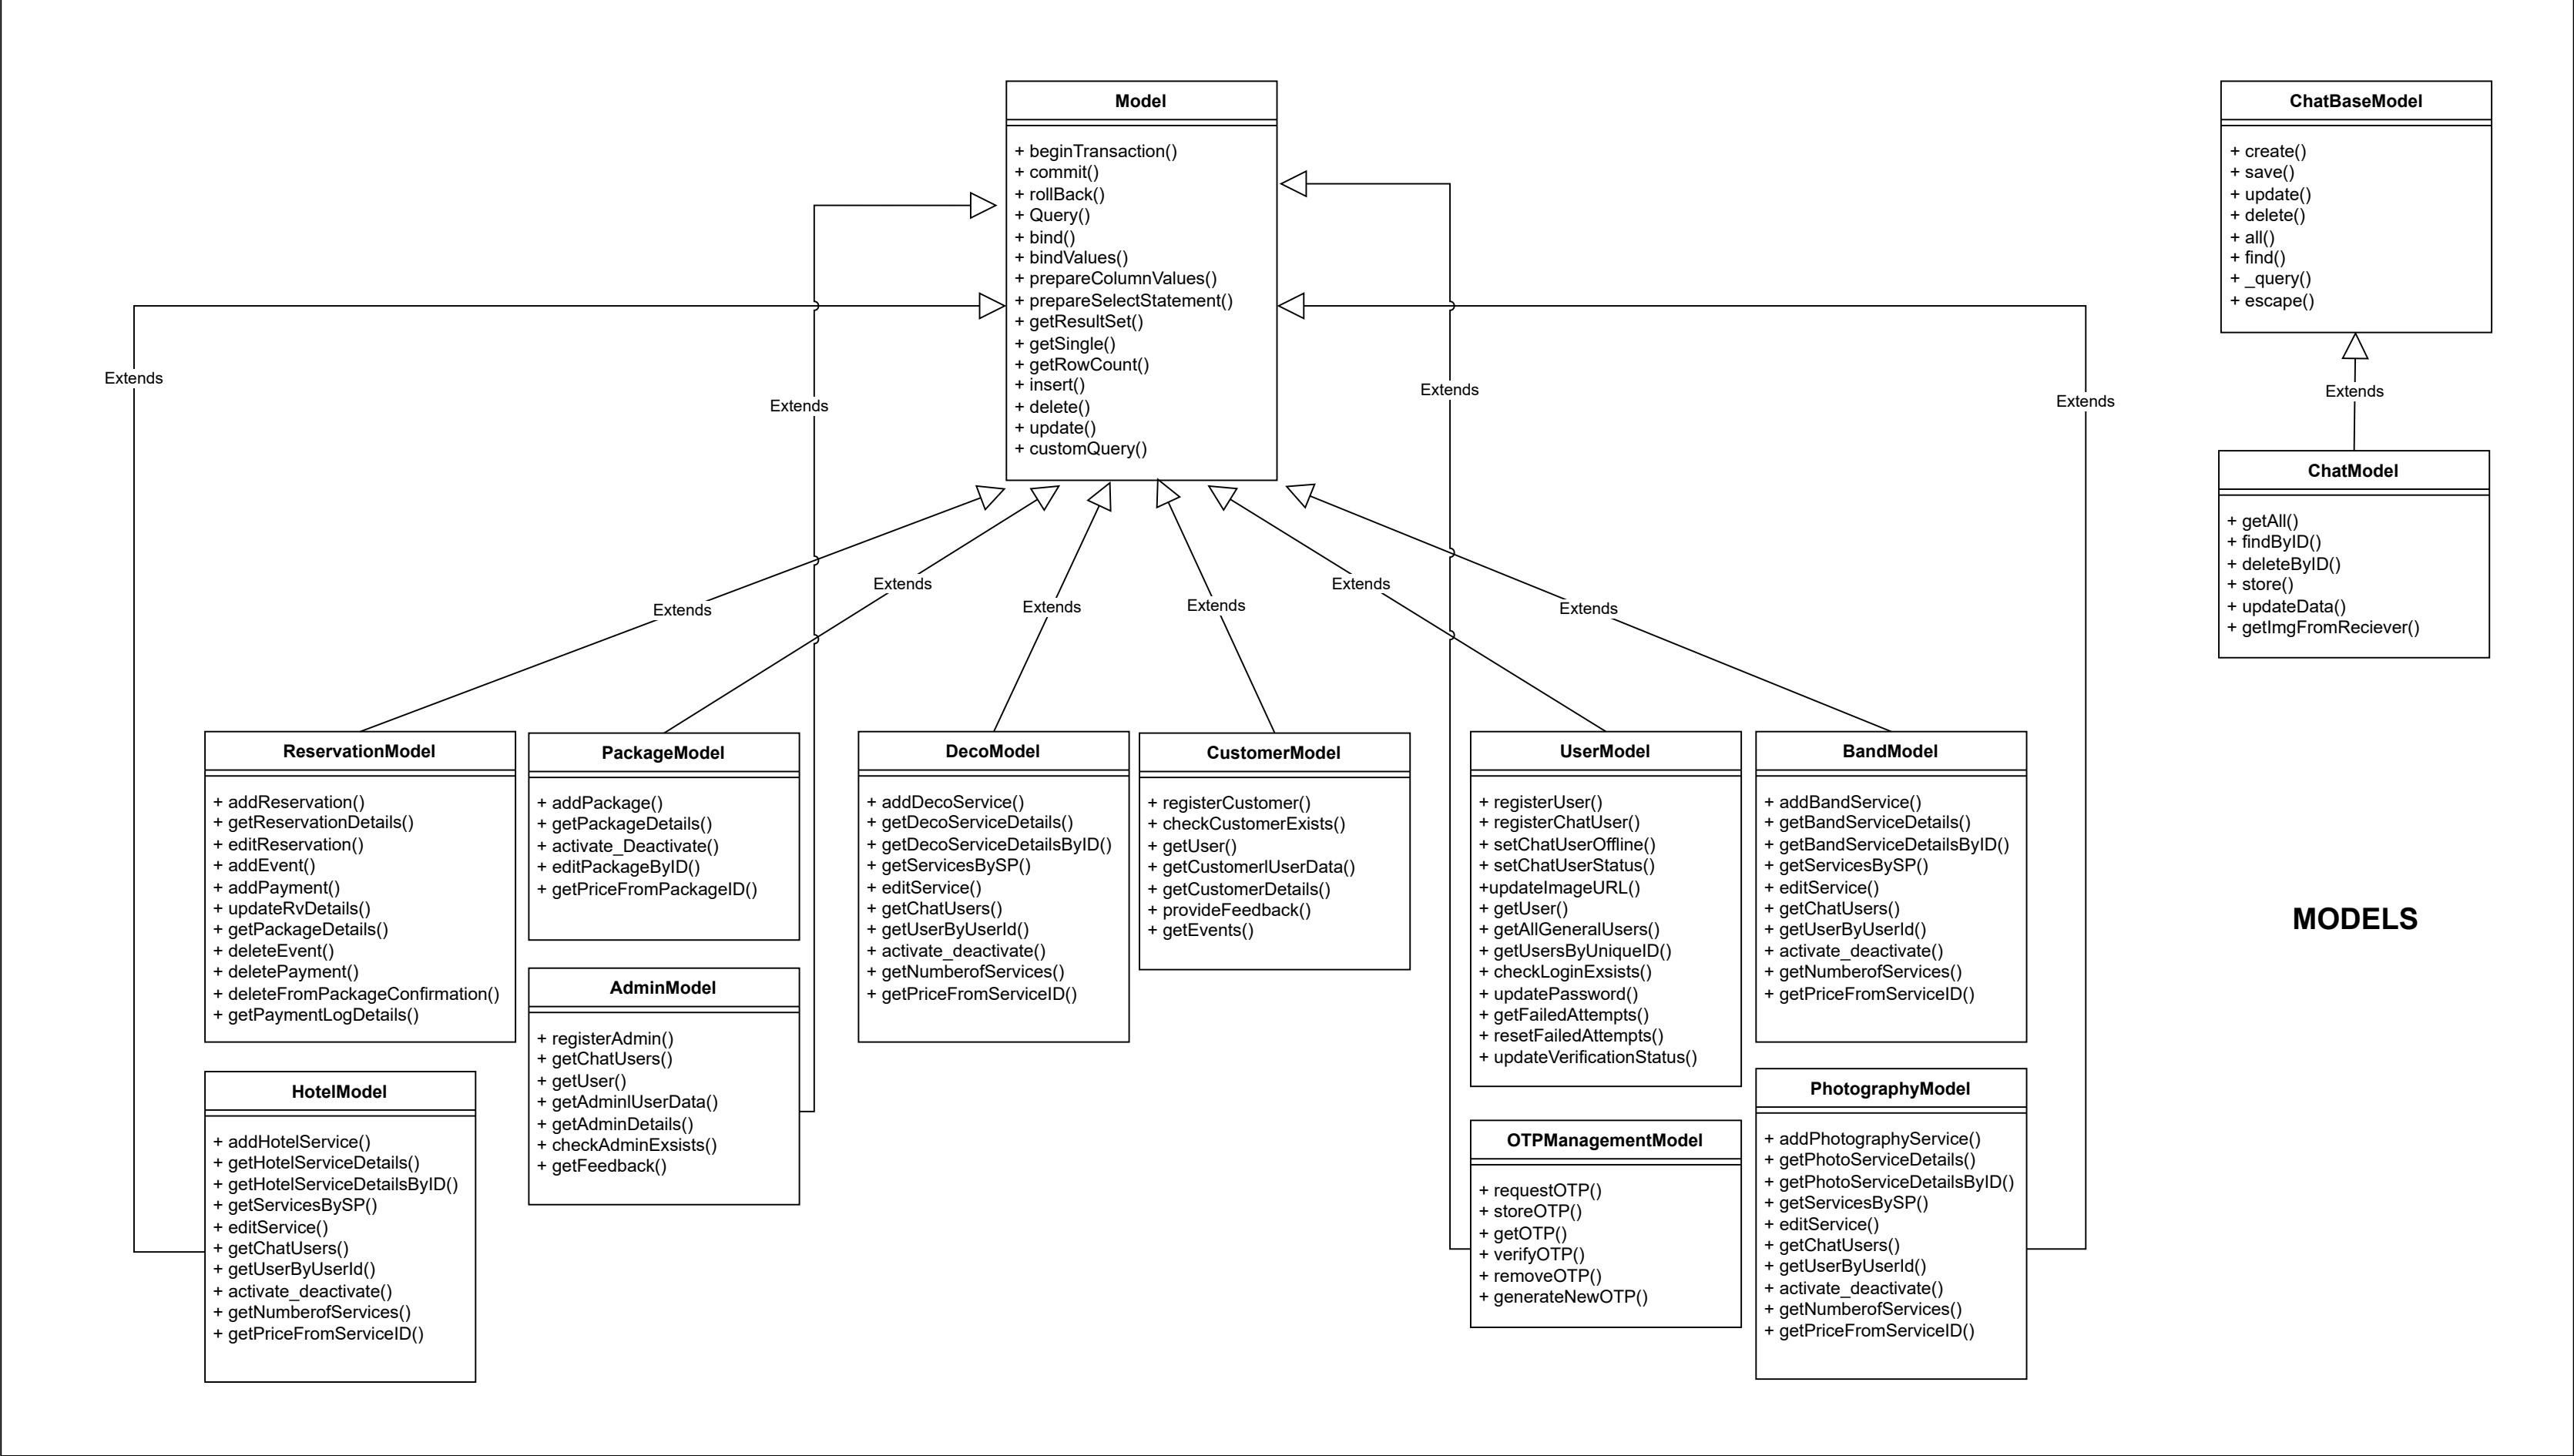 Model
+ beginTransaction()
+ commit()
+ rollBack()
+ Query()
+ bind()
+ bindValues()
+ prepareColumnValues()
+ prepareSelectStatement()
+ getResultSet()
+ getSingle()
+ getRowCount()
+ insert()
+ delete()
+ update()
+ customQuery()
ChatBaseModel
+ create()
+ save()
+ update()
+ delete()
+ all()
+ find()
+ _query()
+ escape()
Extends
Extends
Extends
Extends
Extends
ChatModel
+ getAll()
+ findByID()
+ deleteByID()
+ store()
+ updateData()
+ getImgFromReciever()
Extends
Extends
Extends
Extends
Extends
Extends
ReservationModel
+ addReservation()
+ getReservationDetails()
+ editReservation()
+ addEvent()
+ addPayment()
+ updateRvDetails()
+ getPackageDetails()
+ deleteEvent()
+ deletePayment()
+ deleteFromPackageConfirmation()
+ getPaymentLogDetails()
PackageModel
+ addPackage()
+ getPackageDetails()
+ activate_Deactivate()
+ editPackageByID()
+ getPriceFromPackageID()
DecoModel
+ addDecoService()
+ getDecoServiceDetails()
+ getDecoServiceDetailsByID()
+ getServicesBySP()
+ editService()
+ getChatUsers()
+ getUserByUserId()
+ activate_deactivate()
+ getNumberofServices()
+ getPriceFromServiceID()
CustomerModel
+ registerCustomer()
+ checkCustomerExists()
+ getUser()
+ getCustomerIUserData()
+ getCustomerDetails()
+ provideFeedback()
+ getEvents()
UserModel
+ registerUser()
+ registerChatUser()
+ setChatUserOffline()
+ setChatUserStatus()
+updateImageURL()
+ getUser()
+ getAllGeneralUsers()
+ getUsersByUniqueID()
+ checkLoginExsists()
+ updatePassword()
+ getFailedAttempts()
+ resetFailedAttempts()
+ updateVerificationStatus()
BandModel
+ addBandService()
+ getBandServiceDetails()
+ getBandServiceDetailsByID()
+ getServicesBySP()
+ editService()
+ getChatUsers()
+ getUserByUserId()
+ activate_deactivate()
+ getNumberofServices()
+ getPriceFromServiceID()
MODELS
HotelModel
+ addHotelService()
+ getHotelServiceDetails()
+ getHotelServiceDetailsByID()
+ getServicesBySP()
+ editService()
+ getChatUsers()
+ getUserByUserId()
+ activate_deactivate()
+ getNumberofServices()
+ getPriceFromServiceID()
AdminModel
+ registerAdmin()
+ getChatUsers()
+ getUser()
+ getAdminIUserData()
+ getAdminDetails()
+ checkAdminExsists()
+ getFeedback()
OTPManagementModel
+ requestOTP()
+ storeOTP()
+ getOTP()
+ verifyOTP()
+ removeOTP()
+ generateNewOTP()
PhotographyModel
+ addPhotographyService()
+ getPhotoServiceDetails()
+ getPhotoServiceDetailsByID()
+ getServicesBySP()
+ editService()
+ getChatUsers()
+ getUserByUserId()
+ activate_deactivate()
+ getNumberofServices()
+ getPriceFromServiceID()